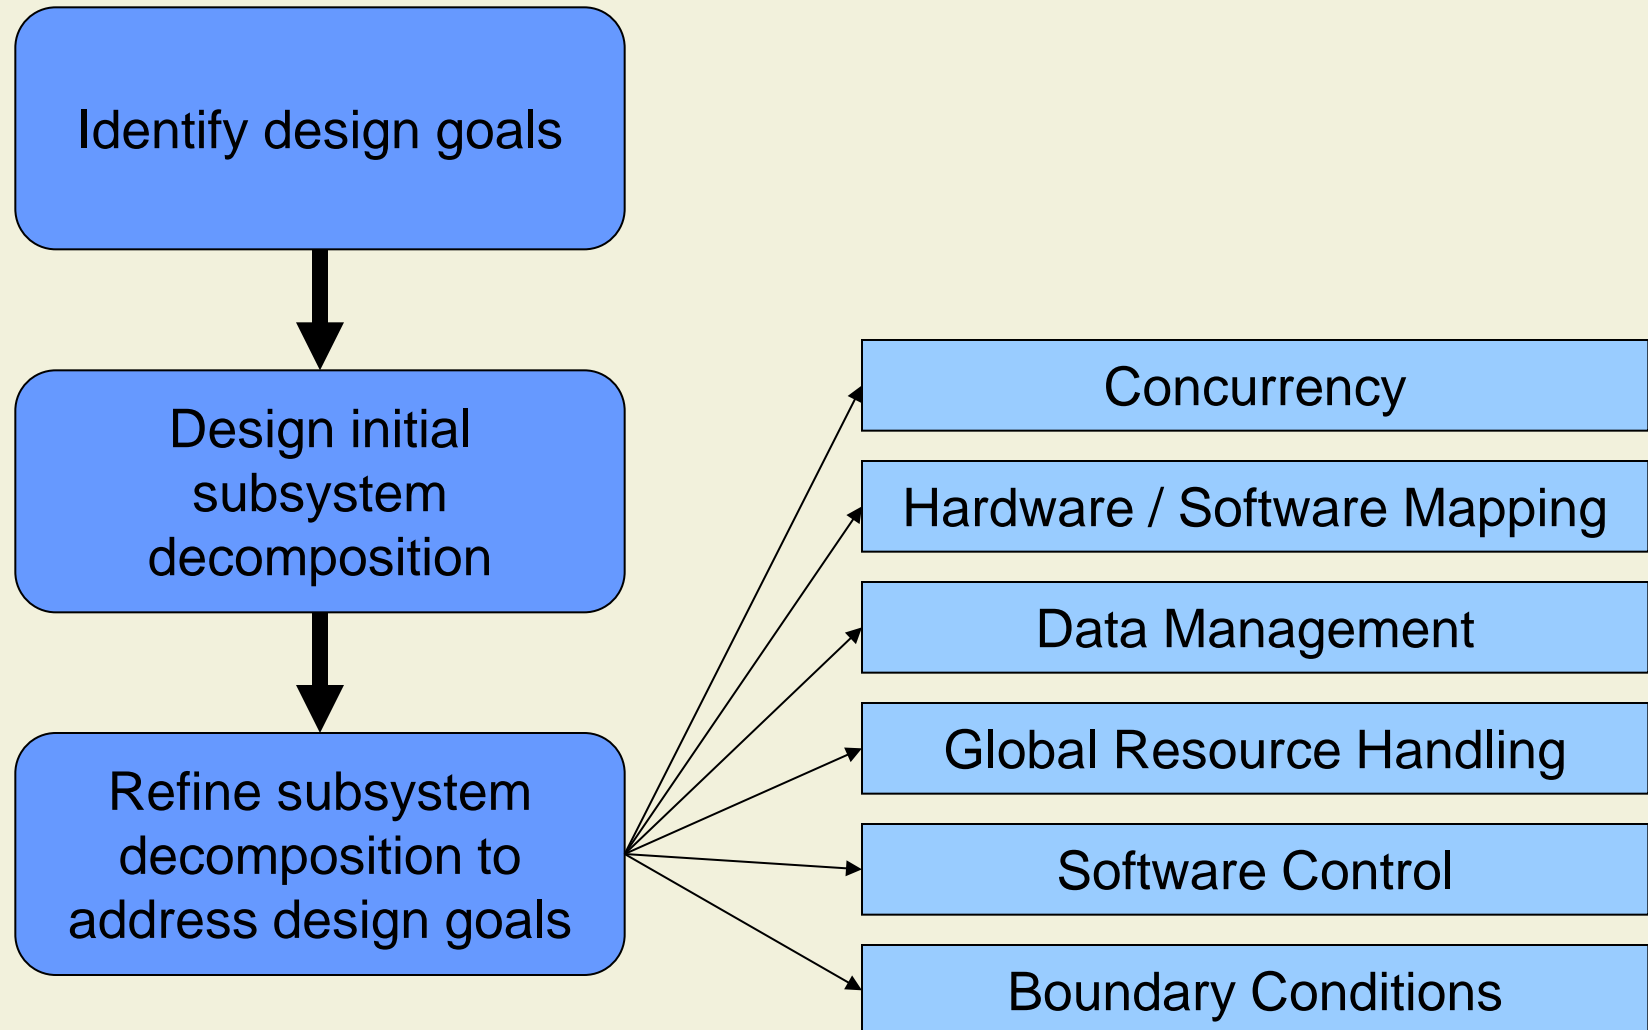 Identify design goals
Design initial
subsystem
decomposition
Refine subsystem
decomposition to
address design goals
Concurrency
Hardware / Software Mapping
Data Management
Global Resource Handling
Software Control
Boundary Conditions